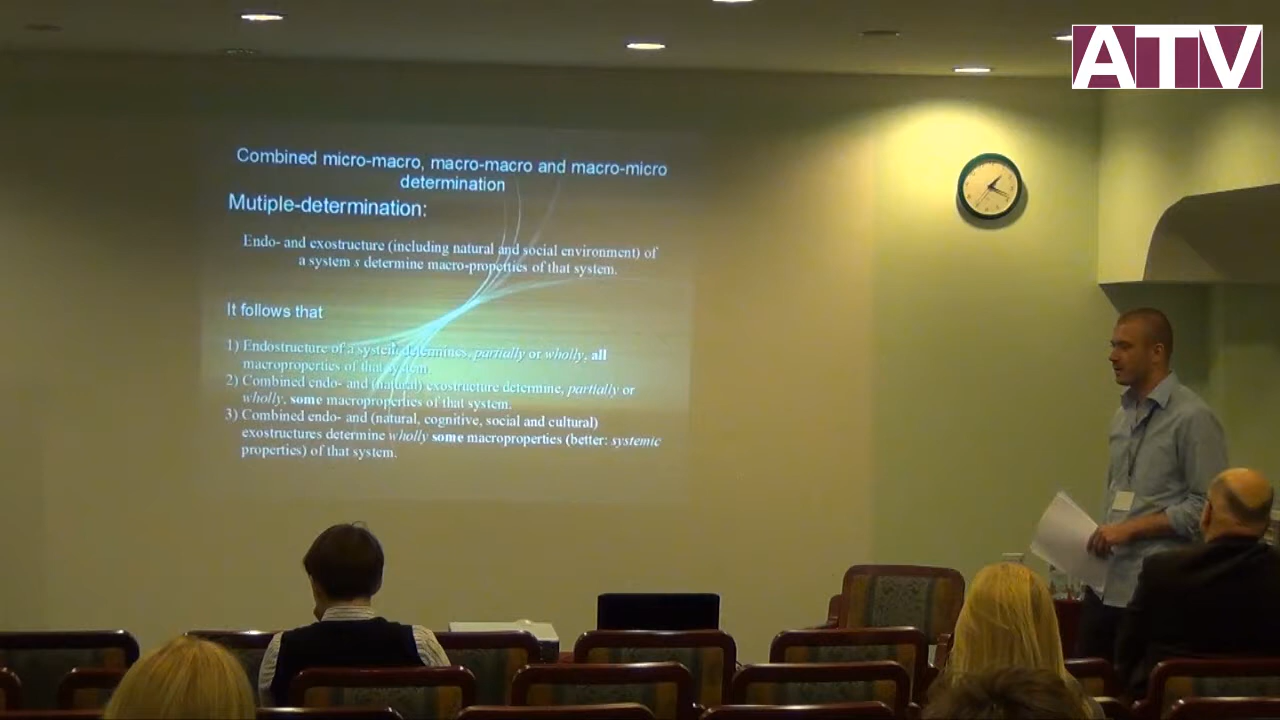 ATV
Combined micro-macro, macro-macro and macro-micro
determination
Mutiple-determination:
Endo- and exostructure (including natural and social environment) of
a system s determine macro-properties of that system.
It follows that
1) Endostructure of a system determines, partially or wholly, all
macroproperties of that system.
2) Combined endo- and (natural) exostructure determine, partially or
wholly, some macroproperties of that system.
3) Combined endo- and (natural, cognitive, social and cultural)
exostructures determine wholly some macroproperties (better: systemic
properties) of that system.